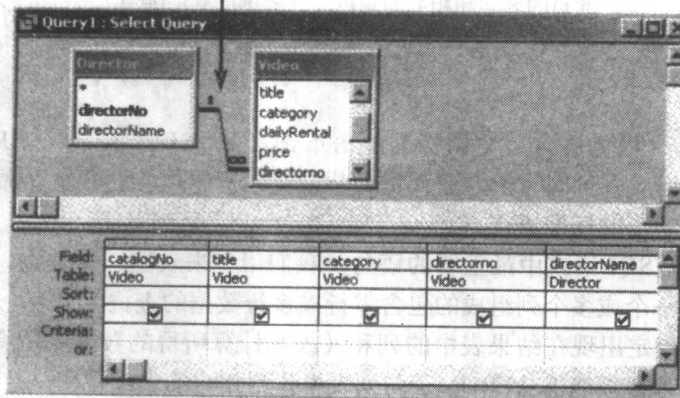 Query1 : Select Query
Director
*
directorNo
directorName
1
∞
Video
title
category
dailyRental
price
directorno
Field: catalogNo title category directorno directorName
Table: Video Video Video Video Director
Sort:
Show:
Criteria:
or: